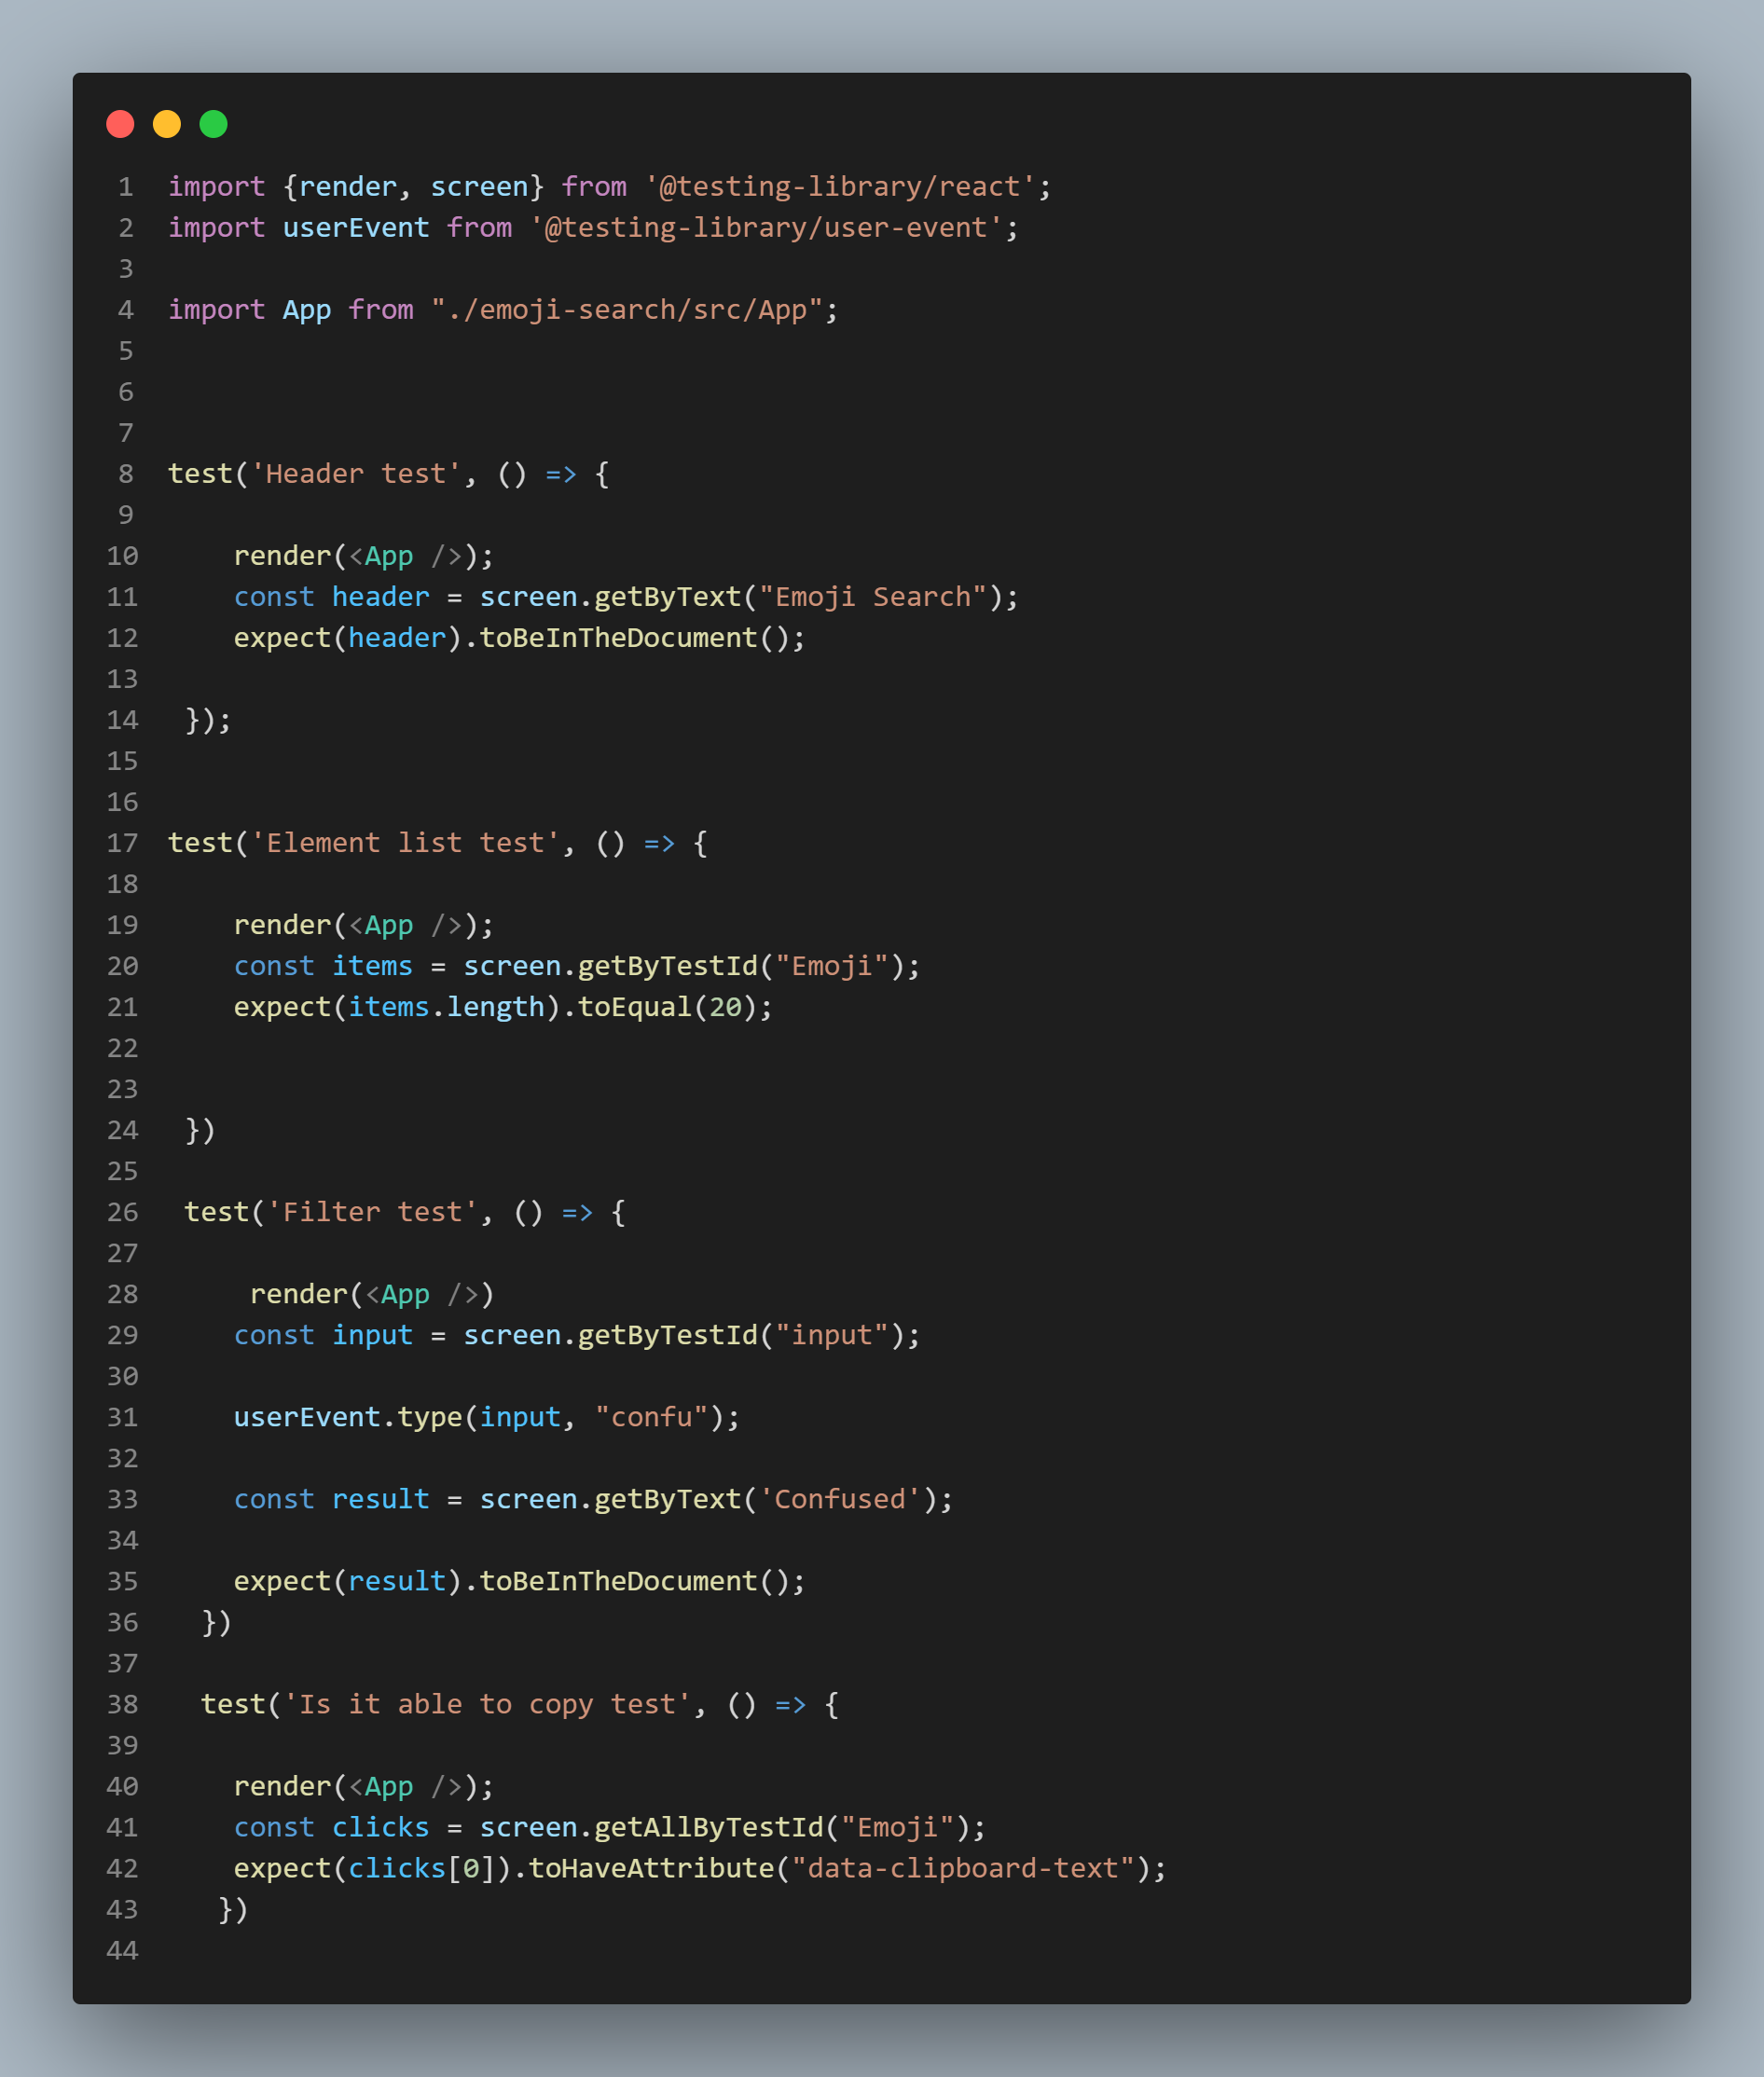 1 import {render, screen} from '@testing-library/react';
2 import userEvent from '@testing-library/user-event';
3
4 import App from "./emoji-search/src/App";
5
6
7
8 test('Header test', () => {
9
10     render(<App />);
11     const header = screen.getByText("Emoji Search");
12     expect(header).toBeInTheDocument();
13
14  });
15
16
17 test('Element list test', () => {
18
19     render(<App />);
20     const items = screen.getByTestId("Emoji");
21     expect(items.length).toEqual(20);
22
23
24  })
25
26  test('Filter test', () => {
27
28      render(<App />)
29     const input = screen.getByTestId("input");
30
31     userEvent.type(input, "confu");
32
33     const result = screen.getByText('Confused');
34
35     expect(result).toBeInTheDocument();
36   })
37
38   test('Is it able to copy test', () => {
39
40     render(<App />);
41     const clicks = screen.getAllByTestId("Emoji");
42     expect(clicks[0]).toHaveAttribute("data-clipboard-text");
43    })
44